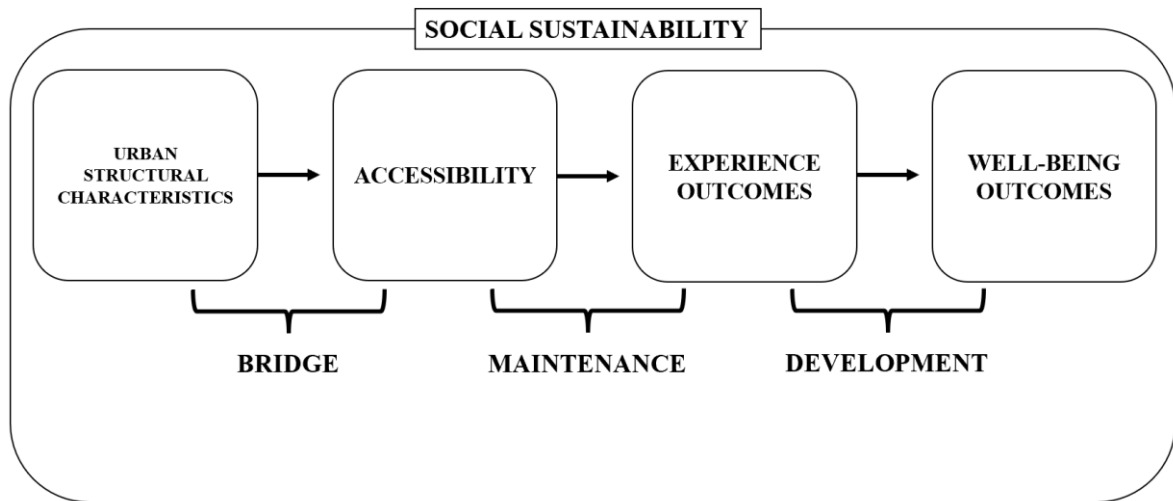 SOCIAL SUSTAINABILITY
URBAN
STRUCTURAL
CHARACTERISTICS
ACCESSIBILITY
EXPERIENCE
OUTCOMES
WELL-BEING
OUTCOMES
BRIDGE
MAINTENANCE
DEVELOPMENT